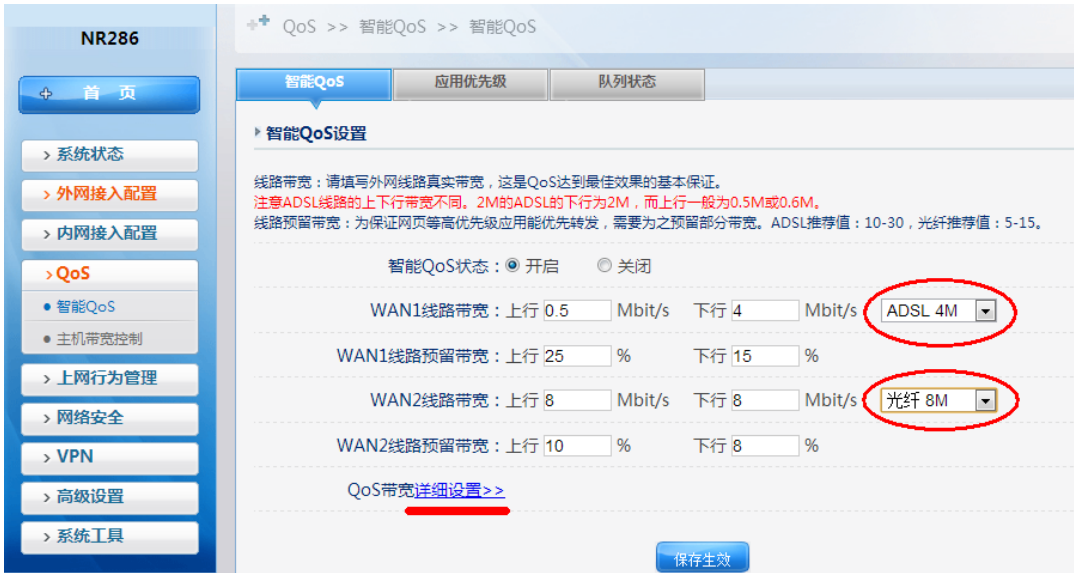 NR286
首 页
系统状态
外网接入配置
内网接入配置
QoS
智能QoS
主机带宽控制
上网行为管理
网络安全
VPN
高级设置
系统工具
QoS >> 智能QoS >> 智能QoS
智能QoS 应用优先级 队列状态
智能QoS设置
线路带宽：请填写外网线路真实带宽，这是QoS达到最佳效果的基本保证。
注意ADSL线路的上下行带宽不同。2M的ADSL的下行为2M，而上行一般为0.5M或0.6M。
线路预留带宽：为保证网页等高优先级应用能优先转发，需要为之预留部分带宽。ADSL推荐值：10-30，光纤推荐值：5-15。
智能QoS状态：开启 关闭
WAN1线路带宽：上行 0.5 Mbit/s 下行 4 Mbit/s ADSL 4M
WAN1线路预留带宽：上行 25 % 下行 15 %
WAN2线路带宽：上行 8 Mbit/s 下行 8 Mbit/s 光纤 8M
WAN2线路预留带宽：上行 10 % 下行 8 %
QoS带宽详细设置>>
保存生效